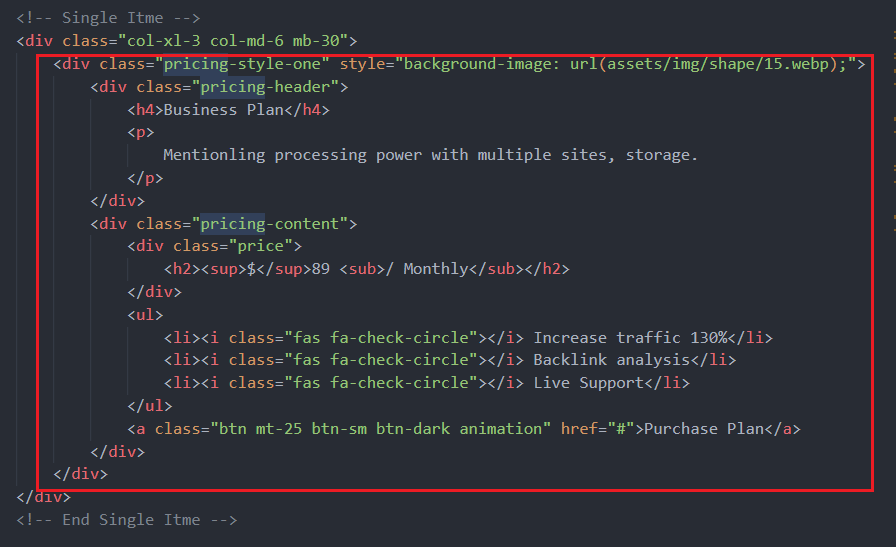 <!-- Single Itme -->
<div class="col-xl-3 col-md-6 mb-30">
<div class="pricing-style-one" style="background-image: url(assets/img/shape/15.webp);">
<div class="pricing-header">
<h4>Business Plan</h4>
<p>
Mentionling processing power with multiple sites, storage.
</p>
</div>
<div class="pricing-content">
<div class="price">
<h2><sup>$</sup>89 <sub>/ Monthly</sub></h2>
</div>
<ul>
<li><i class="fas fa-check-circle"></i> Increase traffic 130%</li>
<li><i class="fas fa-check-circle"></i> Backlink analysis</li>
<li><i class="fas fa-check-circle"></i> Live Support</li>
</ul>
<a class="btn mt-25 btn-sm btn-dark animation" href="#">Purchase Plan</a>
</div>
</div>
</div>
<!-- End Single Itme -->